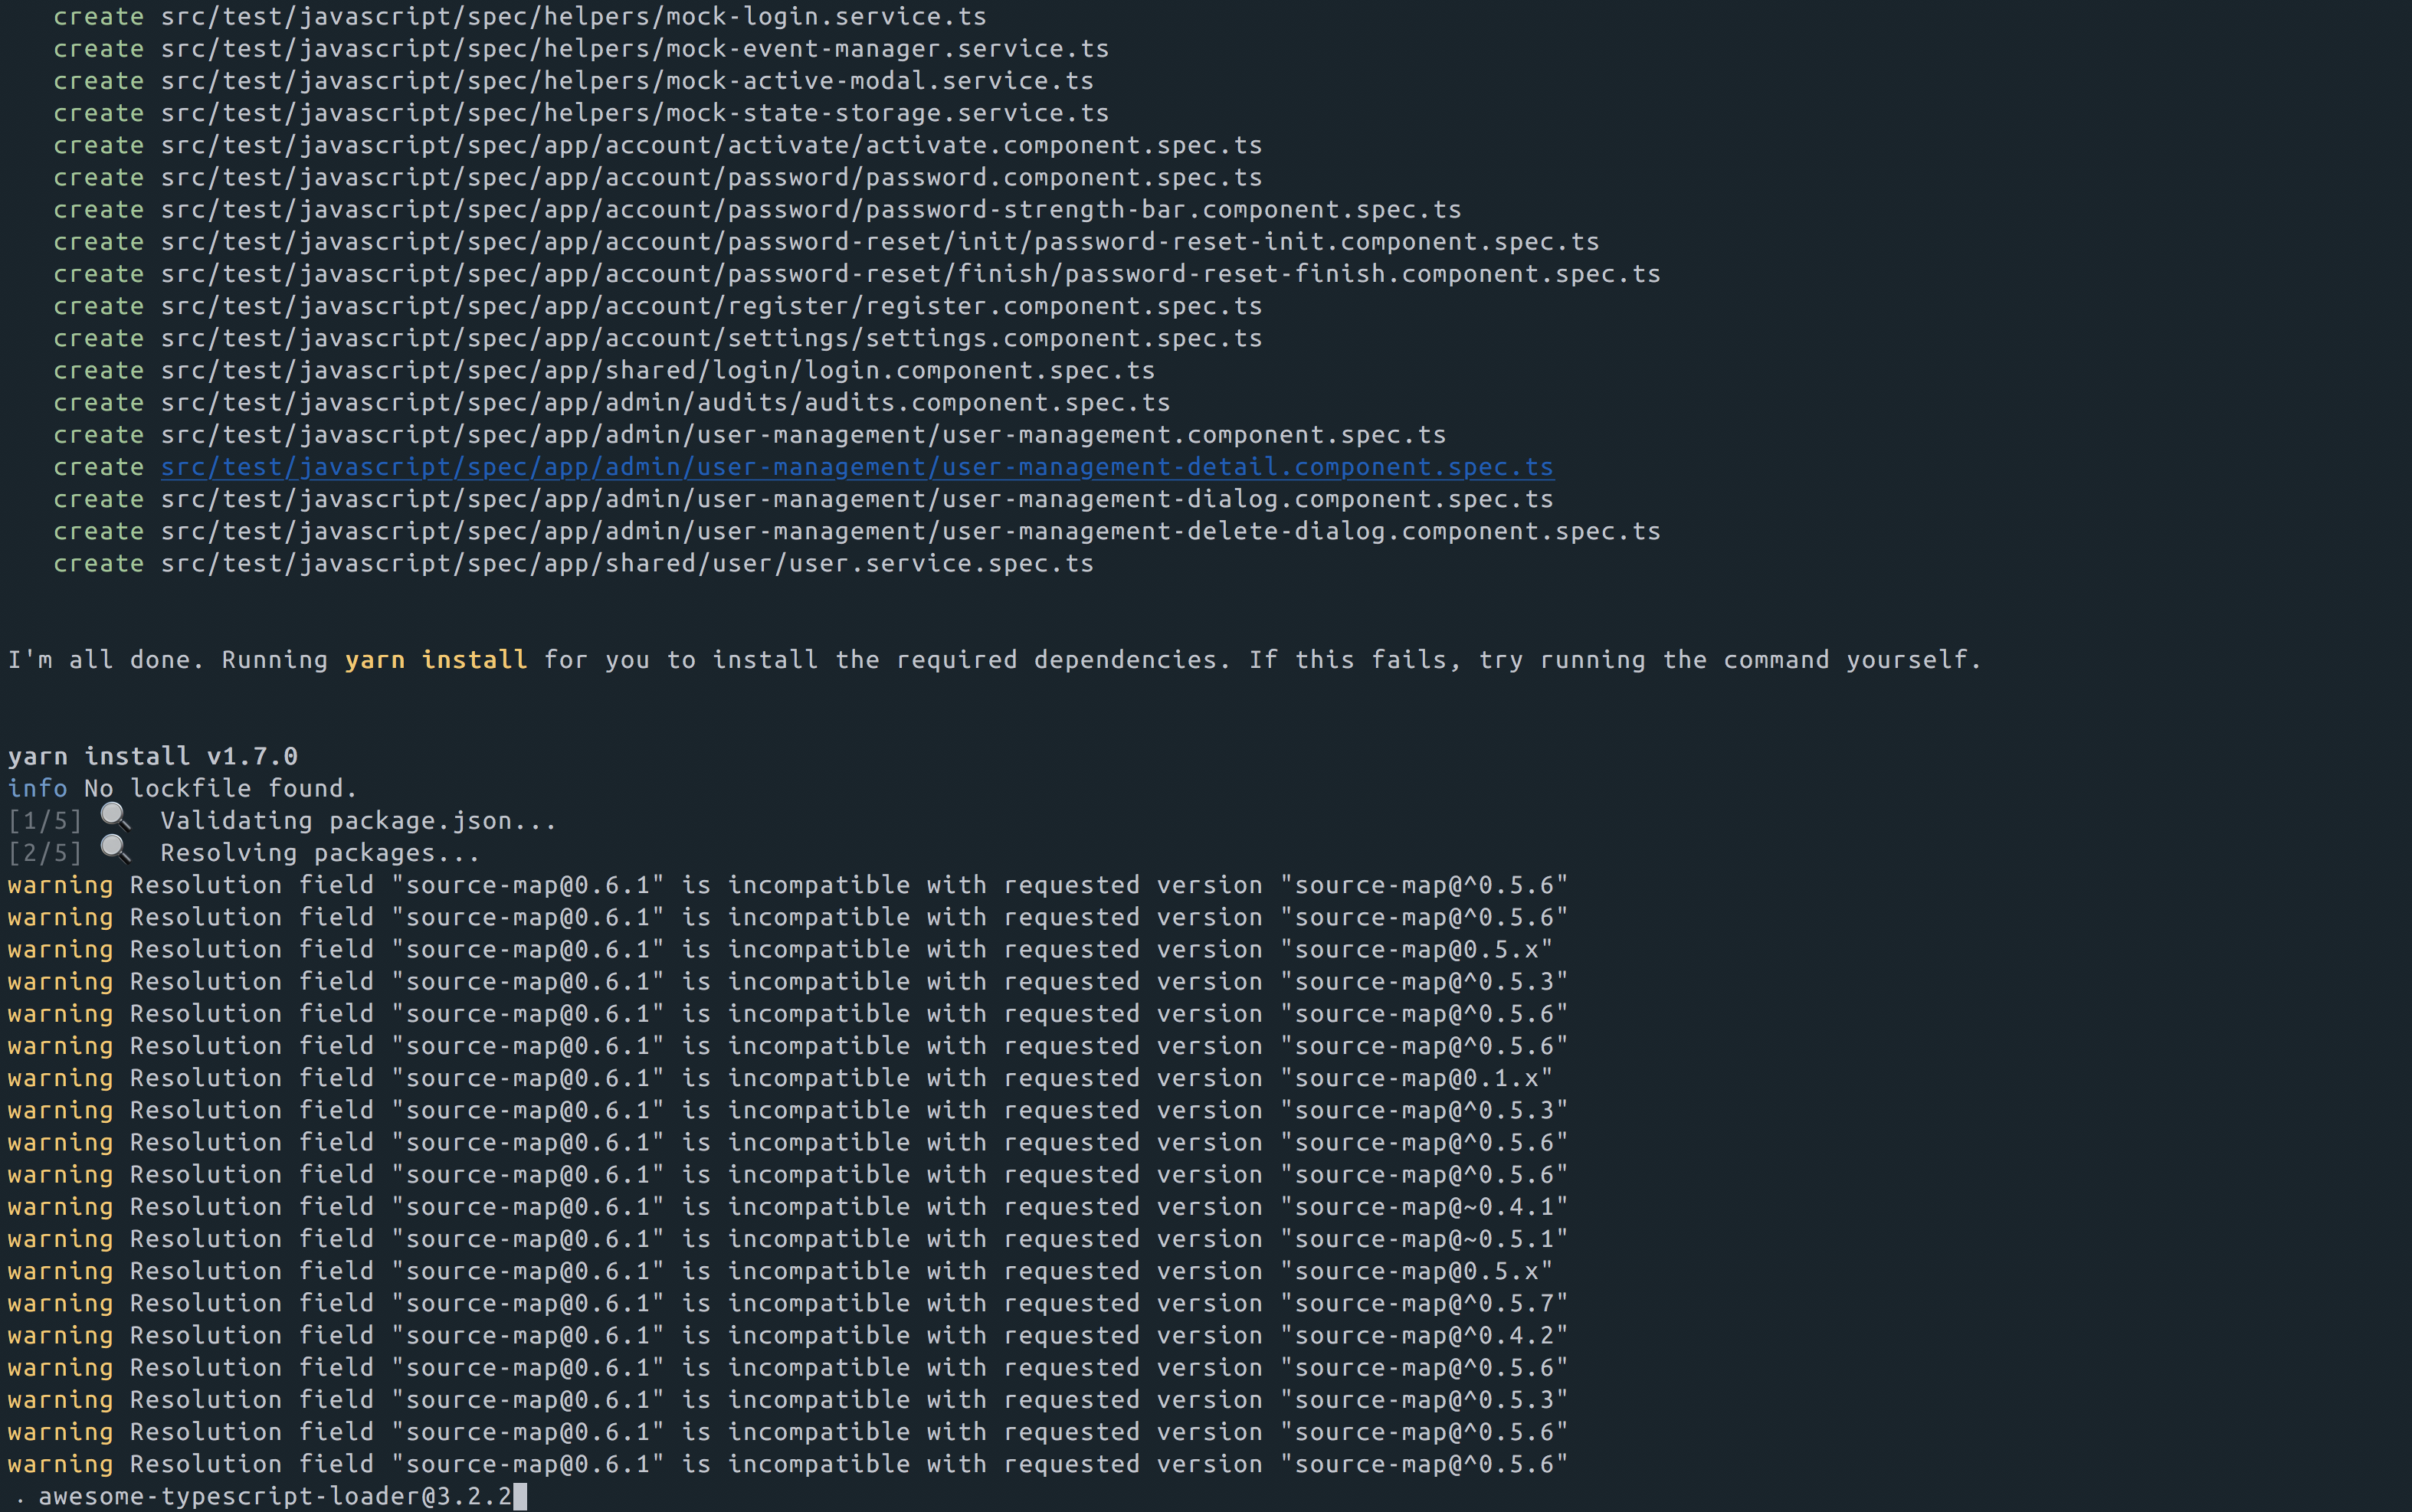 create src/test/javascript/spec/helpers/mock-login.service.ts
create src/test/javascript/spec/helpers/mock-event-manager.service.ts
create src/test/javascript/spec/helpers/mock-active-modal.service.ts
create src/test/javascript/spec/helpers/mock-state-storage.service.ts
create src/test/javascript/spec/app/account/activate/activate.component.spec.ts
create src/test/javascript/spec/app/account/password/password.component.spec.ts
create src/test/javascript/spec/app/account/password/password-strength-bar.component.spec.ts
create src/test/javascript/spec/app/account/password-reset/init/password-reset-init.component.spec.ts
create src/test/javascript/spec/app/account/password-reset/finish/password-reset-finish.component.spec.ts
create src/test/javascript/spec/app/account/register/register.component.spec.ts
create src/test/javascript/spec/app/account/settings/settings.component.spec.ts
create src/test/javascript/spec/app/shared/login/login.component.spec.ts
create src/test/javascript/spec/app/admin/audits/audits.component.spec.ts
create src/test/javascript/spec/app/admin/user-management/user-management.component.spec.ts
create src/test/javascript/spec/app/admin/user-management/user-management-detail.component.spec.ts
create src/test/javascript/spec/app/admin/user-management/user-management-dialog.component.spec.ts
create src/test/javascript/spec/app/admin/user-management/user-management-delete-dialog.component.spec.ts
create src/test/javascript/spec/app/shared/user/user.service.spec.ts
I'm all done. Running yarn install for you to install the required dependencies. If this fails, try running the command yourself.
yarn install v1.7.0
info No lockfile found.
[1/5] 🔍 Validating package.json...
[2/5] 🔍 Resolving packages...
warning Resolution field "source-map@0.6.1" is incompatible with requested version "source-map@^0.5.6"
warning Resolution field "source-map@0.6.1" is incompatible with requested version "source-map@^0.5.6"
warning Resolution field "source-map@0.6.1" is incompatible with requested version "source-map@0.5.x"
warning Resolution field "source-map@0.6.1" is incompatible with requested version "source-map@^0.5.3"
warning Resolution field "source-map@0.6.1" is incompatible with requested version "source-map@^0.5.6"
warning Resolution field "source-map@0.6.1" is incompatible with requested version "source-map@^0.5.6"
warning Resolution field "source-map@0.6.1" is incompatible with requested version "source-map@0.1.x"
warning Resolution field "source-map@0.6.1" is incompatible with requested version "source-map@^0.5.3"
warning Resolution field "source-map@0.6.1" is incompatible with requested version "source-map@^0.5.6"
warning Resolution field "source-map@0.6.1" is incompatible with requested version "source-map@^0.5.6"
warning Resolution field "source-map@0.6.1" is incompatible with requested version "source-map@~0.4.1"
warning Resolution field "source-map@0.6.1" is incompatible with requested version "source-map@~0.5.1"
warning Resolution field "source-map@0.6.1" is incompatible with requested version "source-map@0.5.x"
warning Resolution field "source-map@0.6.1" is incompatible with requested version "source-map@^0.5.7"
warning Resolution field "source-map@0.6.1" is incompatible with requested version "source-map@^0.4.2"
warning Resolution field "source-map@0.6.1" is incompatible with requested version "source-map@^0.5.6"
warning Resolution field "source-map@0.6.1" is incompatible with requested version "source-map@^0.5.3"
warning Resolution field "source-map@0.6.1" is incompatible with requested version "source-map@^0.5.6"
warning Resolution field "source-map@0.6.1" is incompatible with requested version "source-map@^0.5.6"
⠠ awesome-typescript-loader@3.2.2